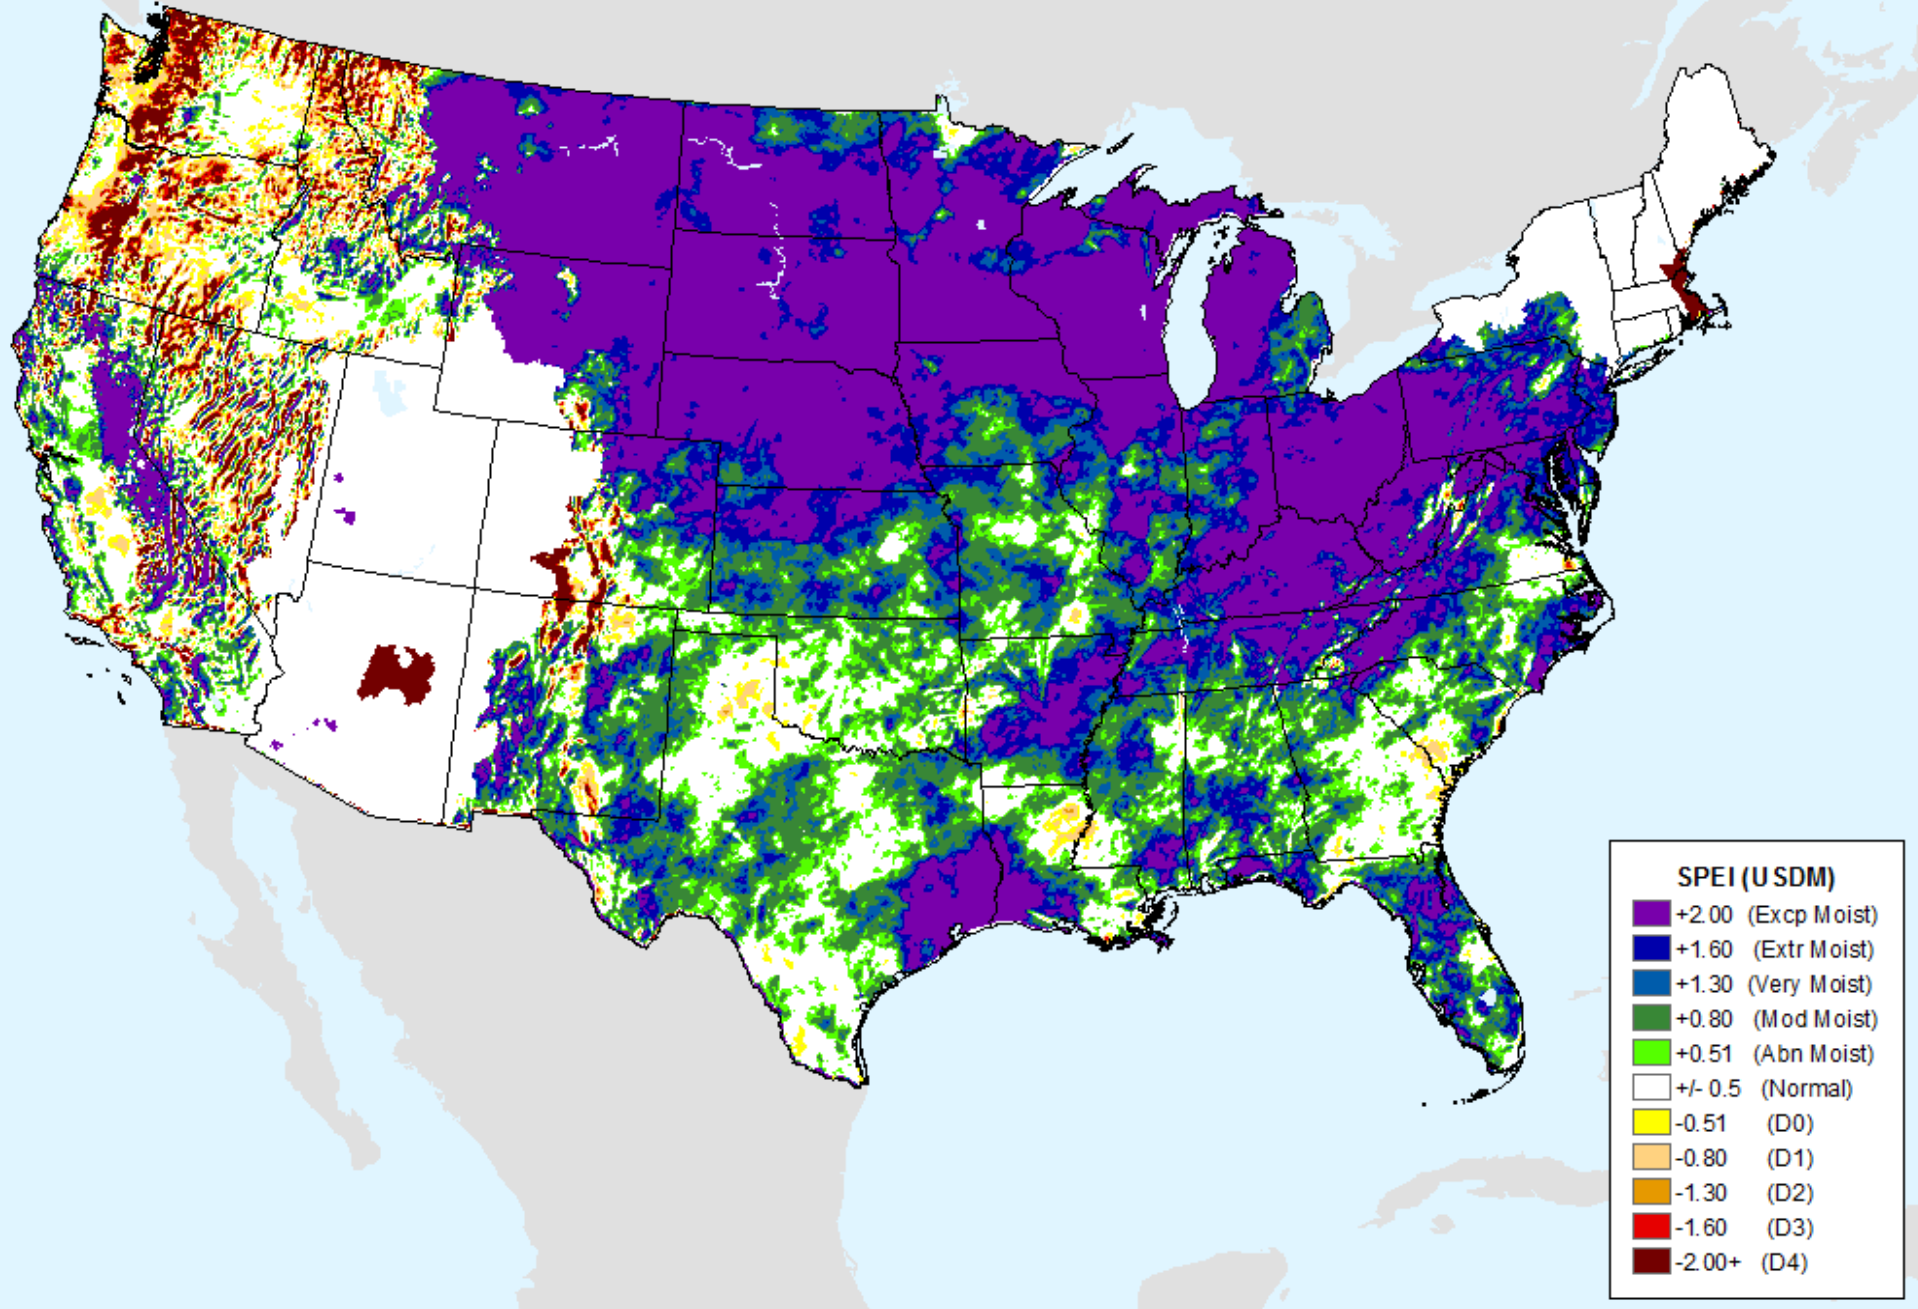 SPEI (USDM)
+2.00 (Excp Moist)
+1.60 (Extr Moist)
+1.30 (Very Moist)
+0.80 (Mod Moist)
+0.51 (Abn Moist)
+/- 0.5 (Normal)
-0.51 (D0)
-0.80 (D1)
-1.30 (D2)
-1.60 (D3)
-2.00+ (D4)